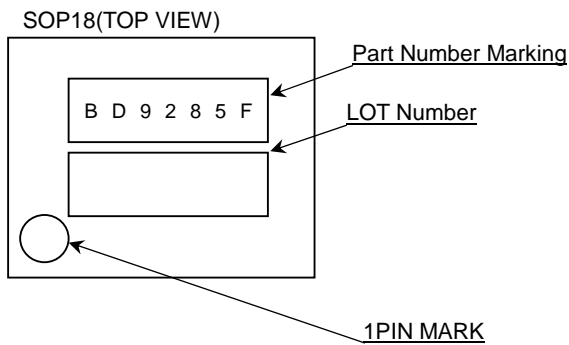 SOP18(TOP VIEW)
Part Number Marking
B D 9 2 8 5 F
LOT Number
1PIN MARK